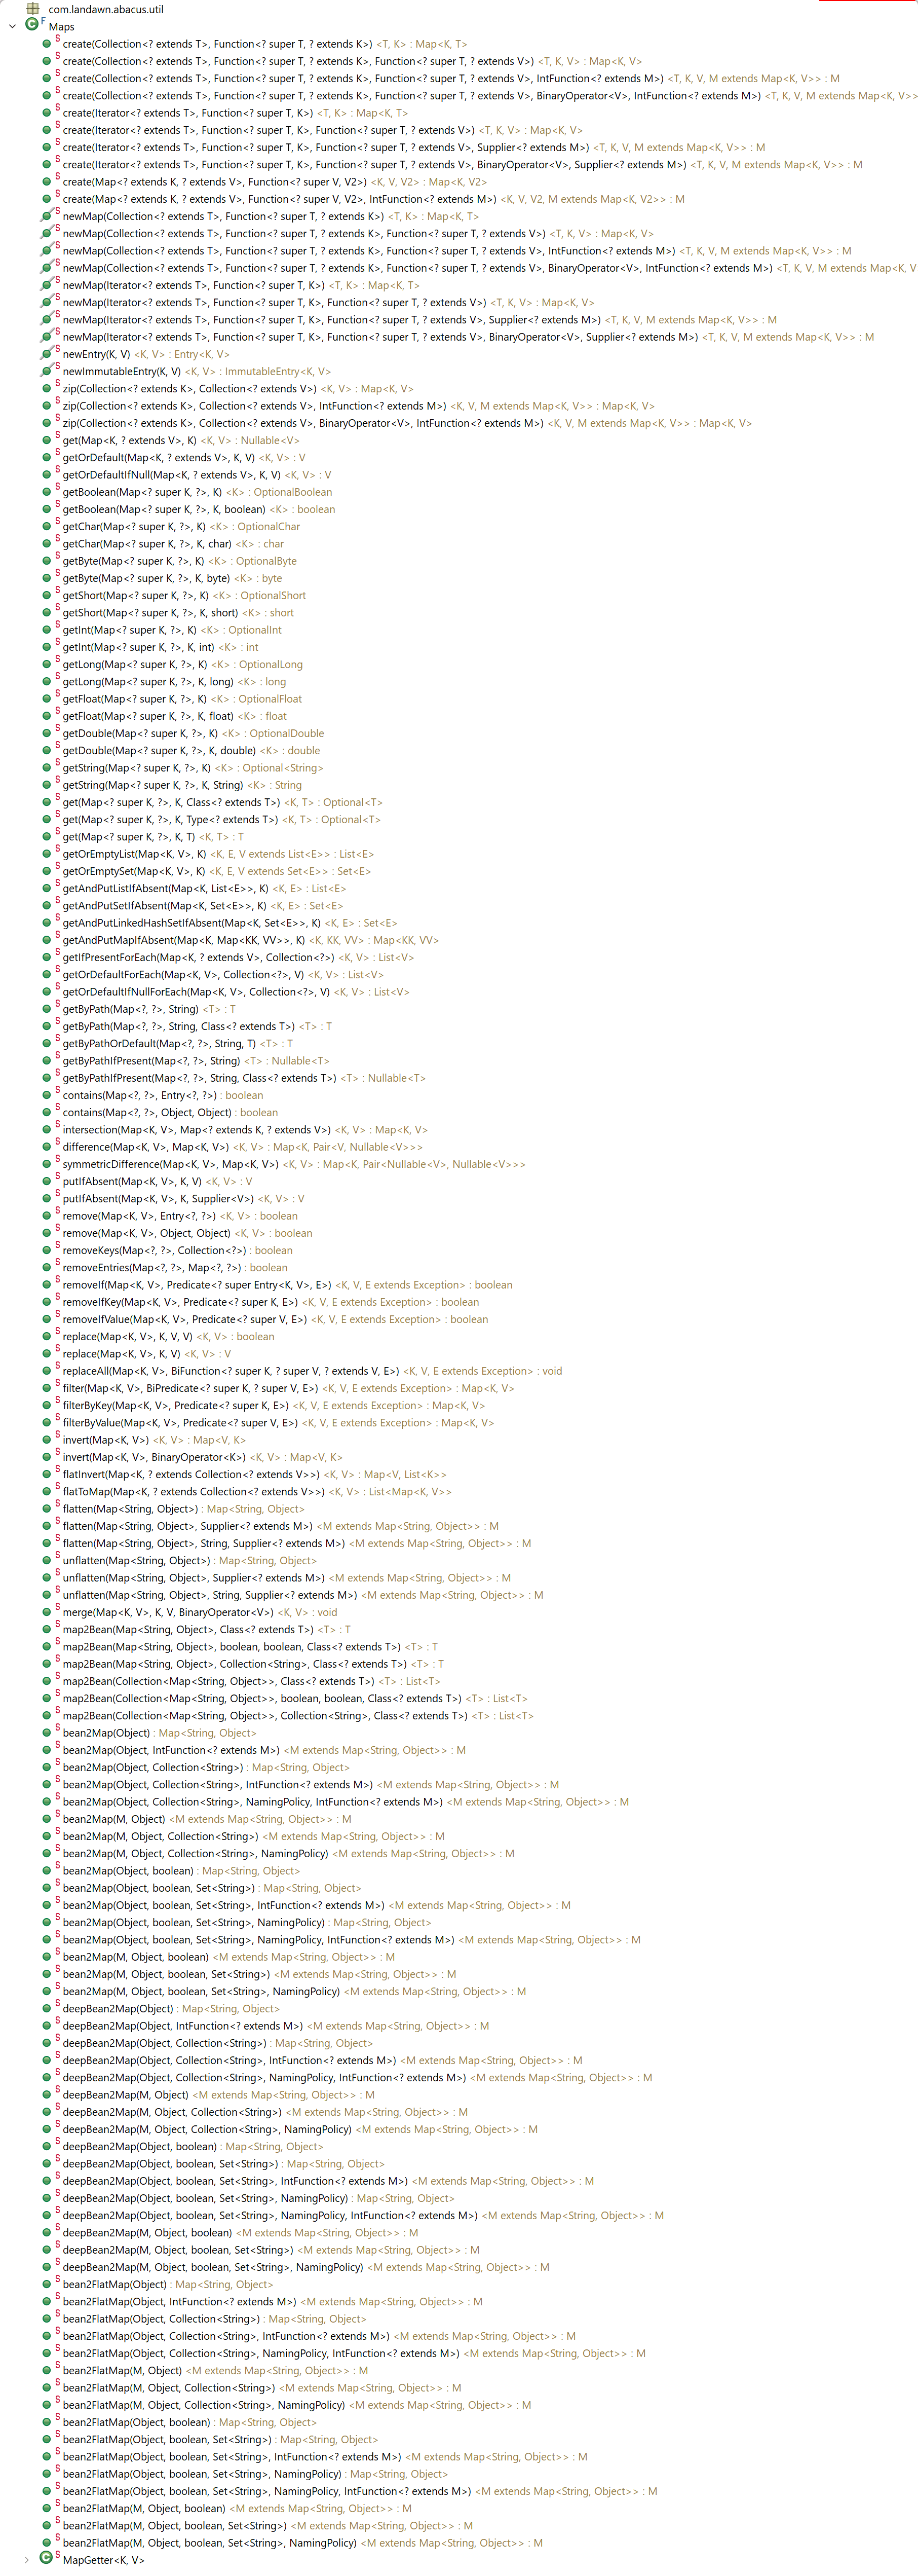 com.landawn.abacus.util
Maps
create(Collection<? extends T>, Function<? super T, ? extends K>) <T, K> : Map<K, T>
create(Collection<? extends T>, Function<? super T, ? extends K>, Function<? super T, ? extends V>) <T, K, V> : Map<K, V>
create(Collection<? extends T>, Function<? super T, ? extends K>, Function<? super T, ? extends V>, IntFunction<? extends M>) <T, K, V, M extends Map<K, V>> : M
create(Collection<? extends T>, Function<? super T, ? extends K>, Function<? super T, ? extends V>, BinaryOperator<V>, IntFunction<? extends M>) <T, K, V, M extends Map<K, V>>
create(Iterator<? extends T>, Function<? super T, K>) <T, K> : Map<K, T>
create(Iterator<? extends T>, Function<? super T, K>, Function<? super T, ? extends V>) <T, K, V> : Map<K, V>
create(Iterator<? extends T>, Function<? super T, K>, Function<? super T, ? extends V>, Supplier<? extends M>) <T, K, V, M extends Map<K, V>> : M
create(Iterator<? extends T>, Function<? super T, K>, Function<? super T, ? extends V>, BinaryOperator<V>, Supplier<? extends M>) <T, K, V, M extends Map<K, V>> : M
create(Map<? extends K, ? extends V>, Function<? super V, V2>) <K, V, V2> : Map<K, V2>
create(Map<? extends K, ? extends V>, Function<? super V, V2>, IntFunction<? extends M>) <K, V, V2, M extends Map<K, V2>> : M
newMap(Collection<? extends T>, Function<? super T, ? extends K>) <T, K> : Map<K, T>
newMap(Collection<? extends T>, Function<? super T, ? extends K>, Function<? super T, ? extends V>) <T, K, V> : Map<K, V>
newMap(Collection<? extends T>, Function<? super T, ? extends K>, Function<? super T, ? extends V>, IntFunction<? extends M>) <T, K, V, M extends Map<K, V>> : M
newMap(Collection<? extends T>, Function<? super T, ? extends K>, Function<? super T, ? extends V>, BinaryOperator<V>, IntFunction<? extends M>) <T, K, V, M extends Map<K, V
newMap(Iterator<? extends T>, Function<? super T, K>) <T, K> : Map<K, T>
newMap(Iterator<? extends T>, Function<? super T, K>, Function<? super T, ? extends V>) <T, K, V> : Map<K, V>
newMap(Iterator<? extends T>, Function<? super T, K>, Function<? super T, ? extends V>, Supplier<? extends M>) <T, K, V, M extends Map<K, V>> : M
newMap(Iterator<? extends T>, Function<? super T, K>, Function<? super T, ? extends V>, BinaryOperator<V>, Supplier<? extends M>) <T, K, V, M extends Map<K, V>> : M
newEntry(K, V) <K, V> : Entry<K, V>
newImmutableEntry(K, V) <K, V> : ImmutableEntry<K, V>
zip(Collection<? extends K>, Collection<? extends V>) <K, V> : Map<K, V>
zip(Collection<? extends K>, Collection<? extends V>, IntFunction<? extends M>) <K, V, M extends Map<K, V>> : Map<K, V>
zip(Collection<? extends K>, Collection<? extends V>, BinaryOperator<V>, IntFunction<? extends M>) <K, V, M extends Map<K, V>> : Map<K, V>
get(Map<K, ? extends V>, K) <K, V> : Nullable<V>
getOrDefault(Map<K, ? extends V>, K, V) <K, V> : V
getOrDefaultIfNull(Map<K, ? extends V>, K, V) <K, V> : V
getBoolean(Map<? super K, ?>, K) <K> : OptionalBoolean
getBoolean(Map<? super K, ?>, K, boolean) <K> : boolean
getChar(Map<? super K, ?>, K) <K> : OptionalChar
getChar(Map<? super K, ?>, K, char) <K> : char
getByte(Map<? super K, ?>, K) <K> : OptionalByte
getByte(Map<? super K, ?>, K, byte) <K> : byte
getShort(Map<? super K, ?>, K) <K> : OptionalShort
getShort(Map<? super K, ?>, K, short) <K> : short
getInt(Map<? super K, ?>, K) <K> : OptionalInt
getInt(Map<? super K, ?>, K, int) <K> : int
getLong(Map<? super K, ?>, K) <K> : OptionalLong
getLong(Map<? super K, ?>, K, long) <K> : long
getFloat(Map<? super K, ?>, K) <K> : OptionalFloat
getFloat(Map<? super K, ?>, K, float) <K> : float
getDouble(Map<? super K, ?>, K) <K> : OptionalDouble
getDouble(Map<? super K, ?>, K, double) <K> : double
getString(Map<? super K, ?>, K) <K> : Optional<String>
getString(Map<? super K, ?>, K, String) <K> : String
get(Map<? super K, ?>, K, Class<? extends T>) <K, T> : Optional<T>
get(Map<? super K, ?>, K, Type<? extends T>) <K, T> : Optional<T>
get(Map<? super K, ?>, K, T) <K, T> : T
getOrEmptyList(Map<K, V>, K) <K, E, V extends List<E>> : List<E>
getOrEmptySet(Map<K, V>, K) <K, E, V extends Set<E>> : Set<E>
getAndPutListIfAbsent(Map<K, List<E>>, K) <K, E> : List<E>
getAndPutSetIfAbsent(Map<K, Set<E>>, K) <K, E> : Set<E>
getAndPutLinkedHashSetIfAbsent(Map<K, Set<E>>, K) <K, E> : Set<E>
getAndPutMapIfAbsent(Map<K, Map<KK, VV>>, K) <K, KK, VV> : Map<KK, VV>
getIfPresentForEach(Map<K, ? extends V>, Collection<?>) <K, V> : List<V>
getOrDefaultForEach(Map<K, V>, Collection<?>, V) <K, V> : List<V>
getOrDefaultIfNullForEach(Map<K, V>, Collection<?>, V) <K, V> : List<V>
getByPath(Map<?, ?>, String) <T> : T
getByPath(Map<?, ?>, String, Class<? extends T>) <T> : T
getByPathOrDefault(Map<?, ?>, String, T) <T> : T
getByPathIfPresent(Map<?, ?>, String) <T> : Nullable<T>
getByPathIfPresent(Map<?, ?>, String, Class<? extends T>) <T> : Nullable<T>
contains(Map<?, ?>, Entry<?, ?>) : boolean
contains(Map<?, ?>, Object, Object) : boolean
intersection(Map<K, V>, Map<? extends K, ? extends V>) <K, V> : Map<K, V>
difference(Map<K, V>, Map<K, V>) <K, V> : Map<K, Pair<V, Nullable<V>>>
symmetricDifference(Map<K, V>, Map<K, V>) <K, V> : Map<K, Pair<Nullable<V>, Nullable<V>>>
putIfAbsent(Map<K, V>, K, V) <K, V> : V
putIfAbsent(Map<K, V>, K, Supplier<V>) <K, V> : V
remove(Map<K, V>, Entry<?, ?>) <K, V> : boolean
remove(Map<K, V>, Object, Object) <K, V> : boolean
removeKeys(Map<?, ?>, Collection<?>) : boolean
removeEntries(Map<?, ?>, Map<?, ?>) : boolean
removeIf(Map<K, V>, Predicate<? super Entry<K, V>, E>) <K, V, E extends Exception> : boolean
removeIfKey(Map<K, V>, Predicate<? super K, E>) <K, V, E extends Exception> : boolean
removeIfValue(Map<K, V>, Predicate<? super V, E>) <K, V, E extends Exception> : boolean
replace(Map<K, V>, K, V, V) <K, V> : boolean
replace(Map<K, V>, K, V) <K, V> : V
replaceAll(Map<K, V>, BiFunction<? super K, ? super V, ? extends V, E>) <K, V, E extends Exception> : void
filter(Map<K, V>, BiPredicate<? super K, ? super V, E>) <K, V, E extends Exception> : Map<K, V>
filterByKey(Map<K, V>, Predicate<? super K, E>) <K, V, E extends Exception> : Map<K, V>
filterByValue(Map<K, V>, Predicate<? super V, E>) <K, V, E extends Exception> : Map<K, V>
invert(Map<K, V>) <K, V> : Map<V, K>
invert(Map<K, V>, BinaryOperator<K>) <K, V> : Map<V, K>
flatInvert(Map<K, ? extends Collection<? extends V>>) <K, V> : Map<V, List<K>>
flatToMap(Map<K, ? extends Collection<? extends V>>) <K, V> : List<Map<K, V>>
flatten(Map<String, Object>) : Map<String, Object>
flatten(Map<String, Object>, Supplier<? extends M>) <M extends Map<String, Object>> : M
flatten(Map<String, Object>, String, Supplier<? extends M>) <M extends Map<String, Object>> : M
unflatten(Map<String, Object>) : Map<String, Object>
unflatten(Map<String, Object>, Supplier<? extends M>) <M extends Map<String, Object>> : M
unflatten(Map<String, Object>, String, Supplier<? extends M>) <M extends Map<String, Object>> : M
merge(Map<K, V>, K, V, BinaryOperator<V>) <K, V> : void
map2Bean(Map<String, Object>, Class<? extends T>) <T> : T
map2Bean(Map<String, Object>, boolean, boolean, Class<? extends T>) <T> : T
map2Bean(Map<String, Object>, Collection<String>, Class<? extends T>) <T> : T
map2Bean(Collection<Map<String, Object>>, Class<? extends T>) <T> : List<T>
map2Bean(Collection<Map<String, Object>>, boolean, boolean, Class<? extends T>) <T> : List<T>
map2Bean(Collection<Map<String, Object>>, Collection<String>, Class<? extends T>) <T> : List<T>
bean2Map(Object) : Map<String, Object>
bean2Map(Object, IntFunction<? extends M>) <M extends Map<String, Object>> : M
bean2Map(Object, Collection<String>) : Map<String, Object>
bean2Map(Object, Collection<String>, IntFunction<? extends M>) <M extends Map<String, Object>> : M
bean2Map(Object, Collection<String>, NamingPolicy, IntFunction<? extends M>) <M extends Map<String, Object>> : M
bean2Map(M, Object) <M extends Map<String, Object>> : M
bean2Map(M, Object, Collection<String>) <M extends Map<String, Object>> : M
bean2Map(M, Object, Collection<String>, NamingPolicy) <M extends Map<String, Object>> : M
bean2Map(Object, boolean) : Map<String, Object>
bean2Map(Object, boolean, Set<String>) : Map<String, Object>
bean2Map(Object, boolean, Set<String>, IntFunction<? extends M>) <M extends Map<String, Object>> : M
bean2Map(Object, boolean, Set<String>, NamingPolicy) : Map<String, Object>
bean2Map(Object, boolean, Set<String>, NamingPolicy, IntFunction<? extends M>) <M extends Map<String, Object>> : M
bean2Map(M, Object, boolean) <M extends Map<String, Object>> : M
bean2Map(M, Object, boolean, Set<String>) <M extends Map<String, Object>> : M
bean2Map(M, Object, boolean, Set<String>, NamingPolicy) <M extends Map<String, Object>> : M
deepBean2Map(Object) : Map<String, Object>
deepBean2Map(Object, IntFunction<? extends M>) <M extends Map<String, Object>> : M
deepBean2Map(Object, Collection<String>) : Map<String, Object>
deepBean2Map(Object, Collection<String>, IntFunction<? extends M>) <M extends Map<String, Object>> : M
deepBean2Map(Object, Collection<String>, NamingPolicy, IntFunction<? extends M>) <M extends Map<String, Object>> : M
deepBean2Map(M, Object) <M extends Map<String, Object>> : M
deepBean2Map(M, Object, Collection<String>) <M extends Map<String, Object>> : M
deepBean2Map(M, Object, Collection<String>, NamingPolicy) <M extends Map<String, Object>> : M
deepBean2Map(Object, boolean) : Map<String, Object>
deepBean2Map(Object, boolean, Set<String>) : Map<String, Object>
deepBean2Map(Object, boolean, Set<String>, IntFunction<? extends M>) <M extends Map<String, Object>> : M
deepBean2Map(Object, boolean, Set<String>, NamingPolicy) : Map<String, Object>
deepBean2Map(Object, boolean, Set<String>, NamingPolicy, IntFunction<? extends M>) <M extends Map<String, Object>> : M
deepBean2Map(M, Object, boolean) <M extends Map<String, Object>> : M
deepBean2Map(M, Object, boolean, Set<String>) <M extends Map<String, Object>> : M
deepBean2Map(M, Object, boolean, Set<String>, NamingPolicy) <M extends Map<String, Object>> : M
bean2FlatMap(Object) : Map<String, Object>
bean2FlatMap(Object, IntFunction<? extends M>) <M extends Map<String, Object>> : M
bean2FlatMap(Object, Collection<String>) : Map<String, Object>
bean2FlatMap(Object, Collection<String>, IntFunction<? extends M>) <M extends Map<String, Object>> : M
bean2FlatMap(Object, Collection<String>, NamingPolicy, IntFunction<? extends M>) <M extends Map<String, Object>> : M
bean2FlatMap(M, Object) <M extends Map<String, Object>> : M
bean2FlatMap(M, Object, Collection<String>) <M extends Map<String, Object>> : M
bean2FlatMap(M, Object, Collection<String>, NamingPolicy) <M extends Map<String, Object>> : M
bean2FlatMap(Object, boolean) : Map<String, Object>
bean2FlatMap(Object, boolean, Set<String>) : Map<String, Object>
bean2FlatMap(Object, boolean, Set<String>, IntFunction<? extends M>) <M extends Map<String, Object>> : M
bean2FlatMap(Object, boolean, Set<String>, NamingPolicy) : Map<String, Object>
bean2FlatMap(Object, boolean, Set<String>, NamingPolicy, IntFunction<? extends M>) <M extends Map<String, Object>> : M
bean2FlatMap(M, Object, boolean) <M extends Map<String, Object>> : M
bean2FlatMap(M, Object, boolean, Set<String>) <M extends Map<String, Object>> : M
bean2FlatMap(M, Object, boolean, Set<String>, NamingPolicy) <M extends Map<String, Object>> : M
MapGetter<K, V>